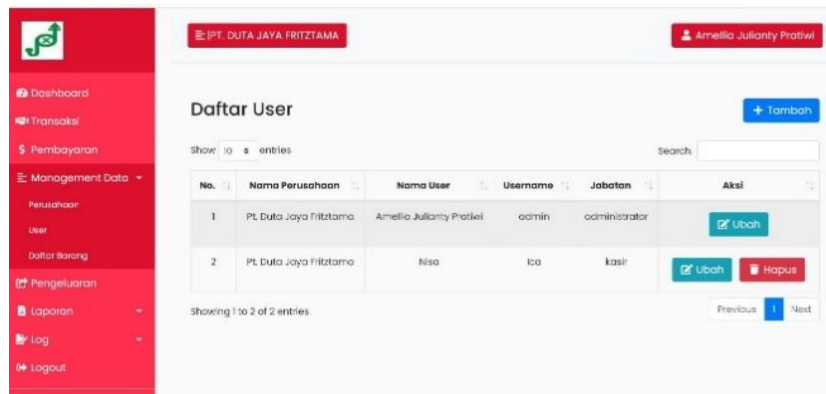 PT. DUTA JAYA FRITZTAMA
Amellia Julianty Pratiwi
Dashboard
Transaksi
$ Pembayaran
Management Data
Perusahaan
User
Daftar Barang
Pengeluaran
Laporan
Log
Logout
Daftar User
+ Tambah
Show 10 entries
Search:
No. Nama Perusahaan Nama User Username Jabatan Aksi
1 Pt. Duta Jaya Fritztama Amellia Julianty Pratiwi admin administrator Ubah
2 Pt. Duta Jaya Fritztama Nisa Ica kasir Ubah Hapus
Showing 1 to 2 of 2 entries
Previous 1 Next